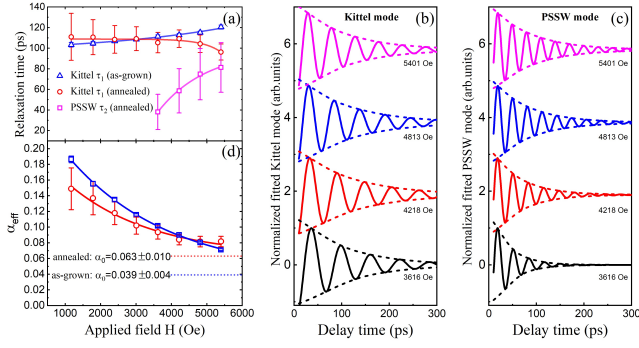 (a)
Relaxation time (ps)
140
120
100
80
60
40
20
Kittel τ₁ (as-grown)
Kittel τ₁ (annealed)
PSSW τ₂ (annealed)
(d)
α_eff
0.20
0.18
0.16
0.14
0.12
0.10
0.08
0.06
0.04
0.02
0.00
annealed: α₀=0.063±0.010
as-grown: α₀=0.039±0.004
1000 2000 3000 4000 5000 6000
Applied field H (Oe)
Kittel mode (b)
Normalized fitted Kittel mode (arb.units)
6
4
2
0
5401 Oe
4813 Oe
4218 Oe
3616 Oe
100 200 300
Delay time (ps)
PSSW mode (c)
Normalized fitted PSSW mode (arb.units)
6
4
2
0
5401 Oe
4813 Oe
4218 Oe
3616 Oe
100 200 300
Delay time (ps)